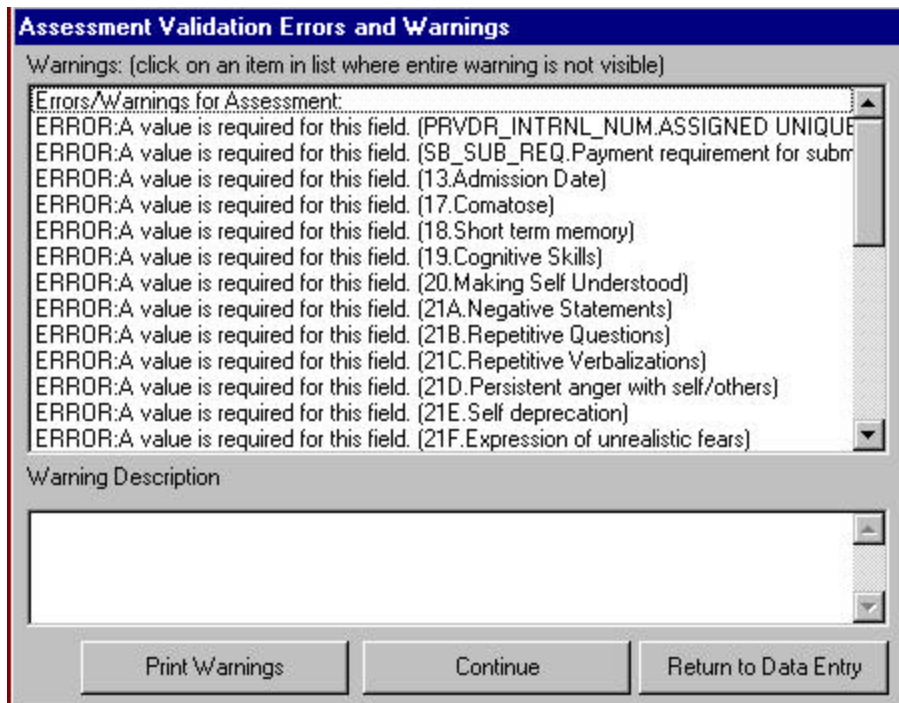 Assessment Validation Errors and Warnings
Warnings: (click on an item in list where entire warning is not visible)
Errors/Warnings for Assessment:
ERROR:A value is required for this field. (PRVDR_INTRNL_NUM.ASSIGNED UNIQUE
ERROR:A value is required for this field. (SB_SUB_REQ.Payment requirement for subm
ERROR:A value is required for this field. (13.Admission Date)
ERROR:A value is required for this field. (17.Comatose)
ERROR:A value is required for this field. (18.Short term memory)
ERROR:A value is required for this field. (19.Cognitive Skills)
ERROR:A value is required for this field. (20.Making Self Understood)
ERROR:A value is required for this field. (21A.Negative Statements)
ERROR:A value is required for this field. (21B.Repetitive Questions)
ERROR:A value is required for this field. (21C.Repetitive Verbalizations)
ERROR:A value is required for this field. (21D.Persistent anger with self/others)
ERROR:A value is required for this field. (21E.Self deprecation)
ERROR:A value is required for this field. (21F.Expression of unrealistic fears)
Warning Description
Print Warnings
Continue
Return to Data Entry